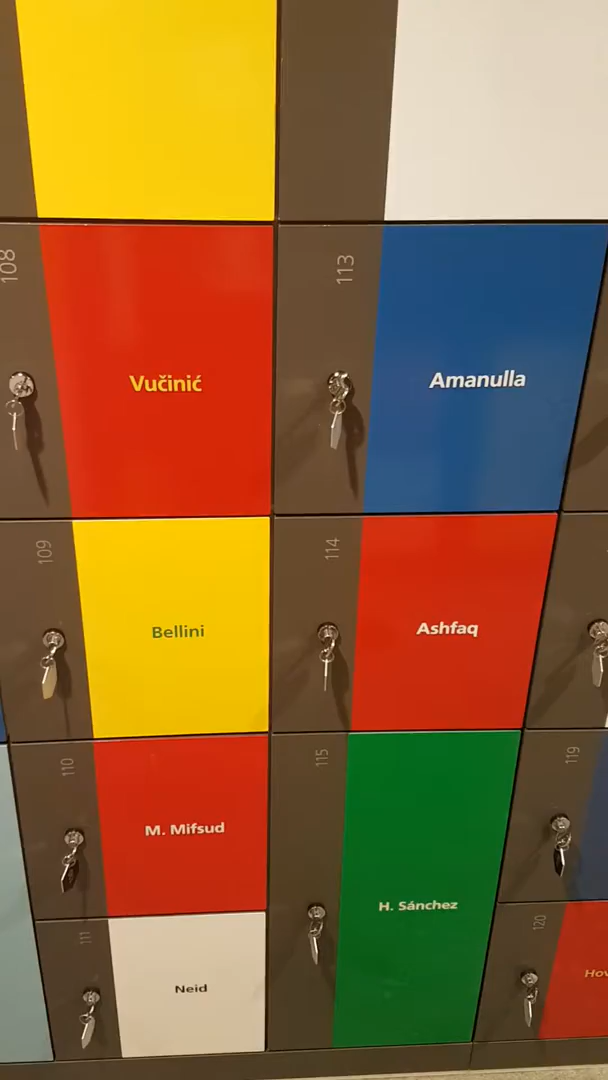 108
Vučinić
113
Amanulla
109
Bellini
114
Ashfaq
110
M. Mifsud
115
H. Sánchez
119
111
Neid
120